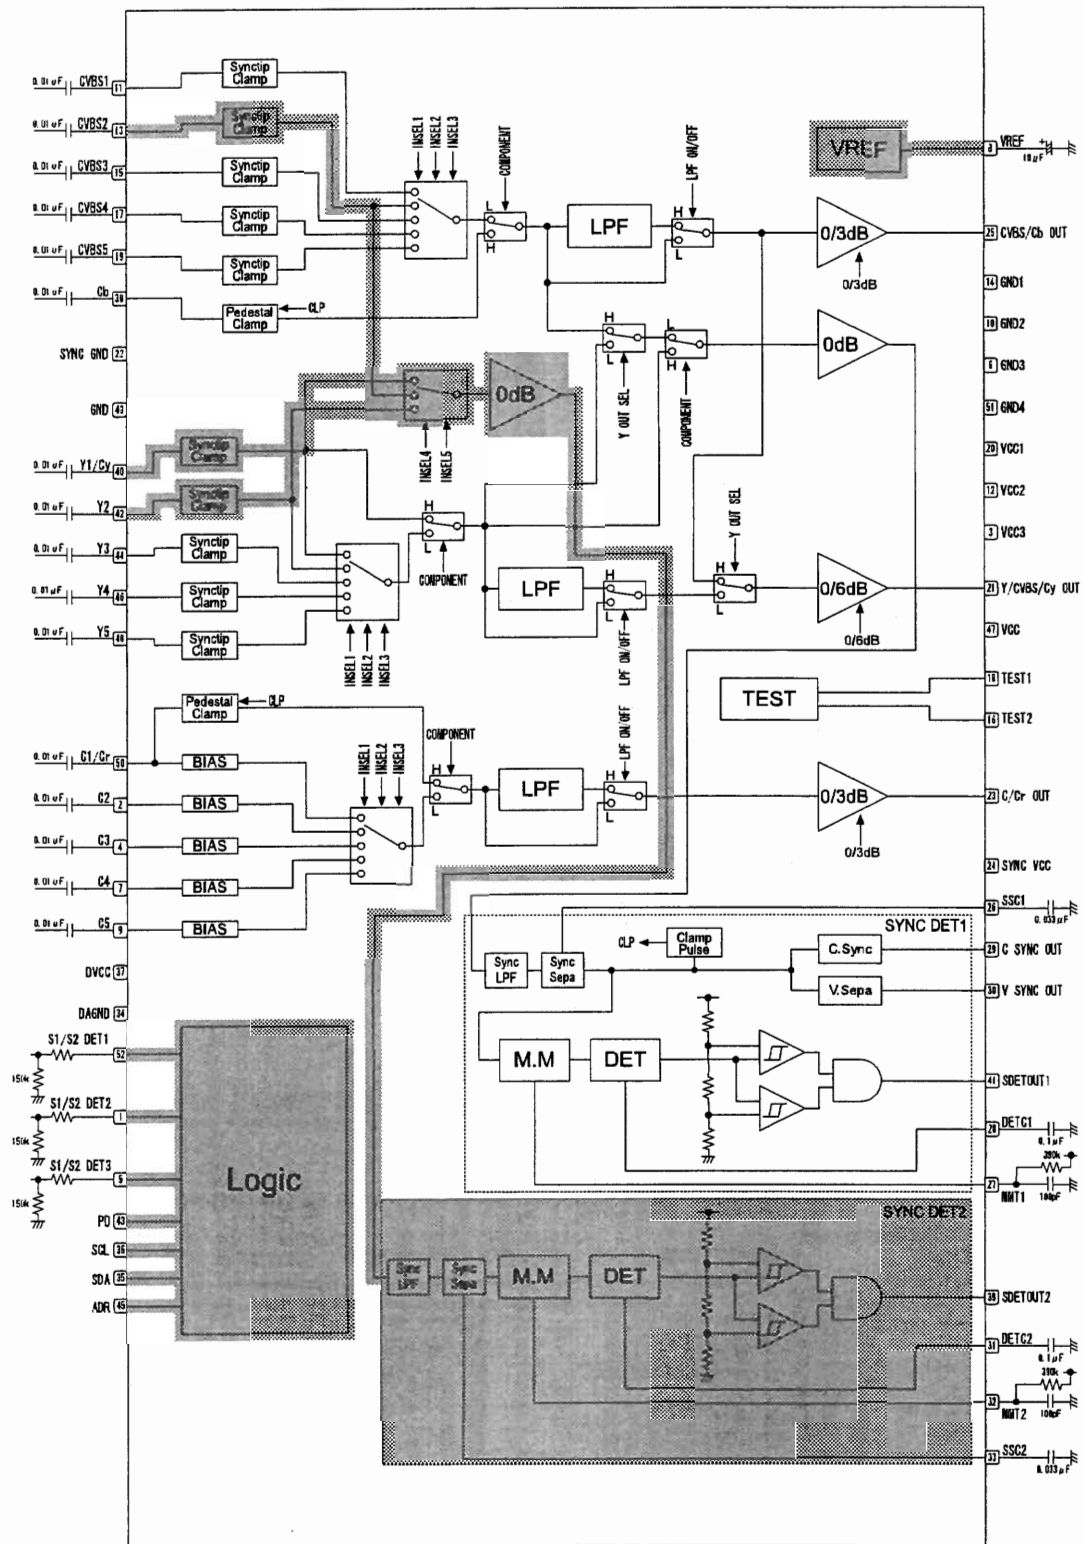 0.01uF CVBS1 11
Synctip Clamp
0.01uF CVBS2 13
Synctip Clamp
0.01uF CVBS3 15
Synctip Clamp
0.01uF CVBS4 17
Synctip Clamp
0.01uF CVBS5 19
Synctip Clamp
0.01uF Cb
Pedestal Clamp
CLP
SYNC GND 22
GND
0.01uF Y1/Cy 40
Synctip Clamp
0.01uF Y2 42
Synctip Clamp
0.01uF Y3 44
Synctip Clamp
0.01uF Y4 46
Synctip Clamp
0.01uF Y5 48
Synctip Clamp
Pedestal Clamp
CLP
0.01uF C1/Cr 50
BIAS
0.01uF C2 2
BIAS
0.01uF C3 4
BIAS
0.01uF C4 7
BIAS
0.01uF C5 9
BIAS
DVCC 37
DAGND 34
S1/S2 DET1 52
150k
S1/S2 DET2 1
150k
S1/S2 DET3 5
150k
PD 43
SCL 36
SDA 35
ADR 45
Logic
INSEL1
INSEL2
INSEL3
COMPONENT
L
H
LPF
LPF ON/OFF
H
L
0/3dB
0/3dB
VREF
VREF
10μF
25 CVBS/Cb OUT
14 GND1
10 GND2
6 GND3
51 GND4
20 VCC1
12 VCC2
3 VCC3
H
L
Y OUT SEL
L
H
COMPONENT
0dB
INSEL4
INSEL5
0dB
H
L
COMPONENT
INSEL1
INSEL2
INSEL3
LPF
H
L
LPF ON/OFF
Y OUT SEL
H
L
0/6dB
0/6dB
21 Y/CVBS/Cy OUT
47 VCC
TEST
18 TEST1
16 TEST2
INSEL1
INSEL2
INSEL3
COMPONENT
H
L
LPF
LPF ON/OFF
H
L
0/3dB
0/3dB
23 C/Cr OUT
24 SYNC VCC
26 SSC1
0.033μF
SYNC DET1
CLP
Clamp Pulse
Sync LPF
Sync Sepa
C.Sync
29 C SYNC OUT
V.Sepa
30 V SYNC OUT
M.M
DET
41 SDETOUT1
28 DETC1
0.1μF
390k
27 MMT1
100pF
SYNC DET2
Sync LPF
Sync Sepa
M.M
DET
39 SDETOUT2
31 DETC2
0.1μF
390k
32 MMT2
100pF
33 SSC2
0.033μF